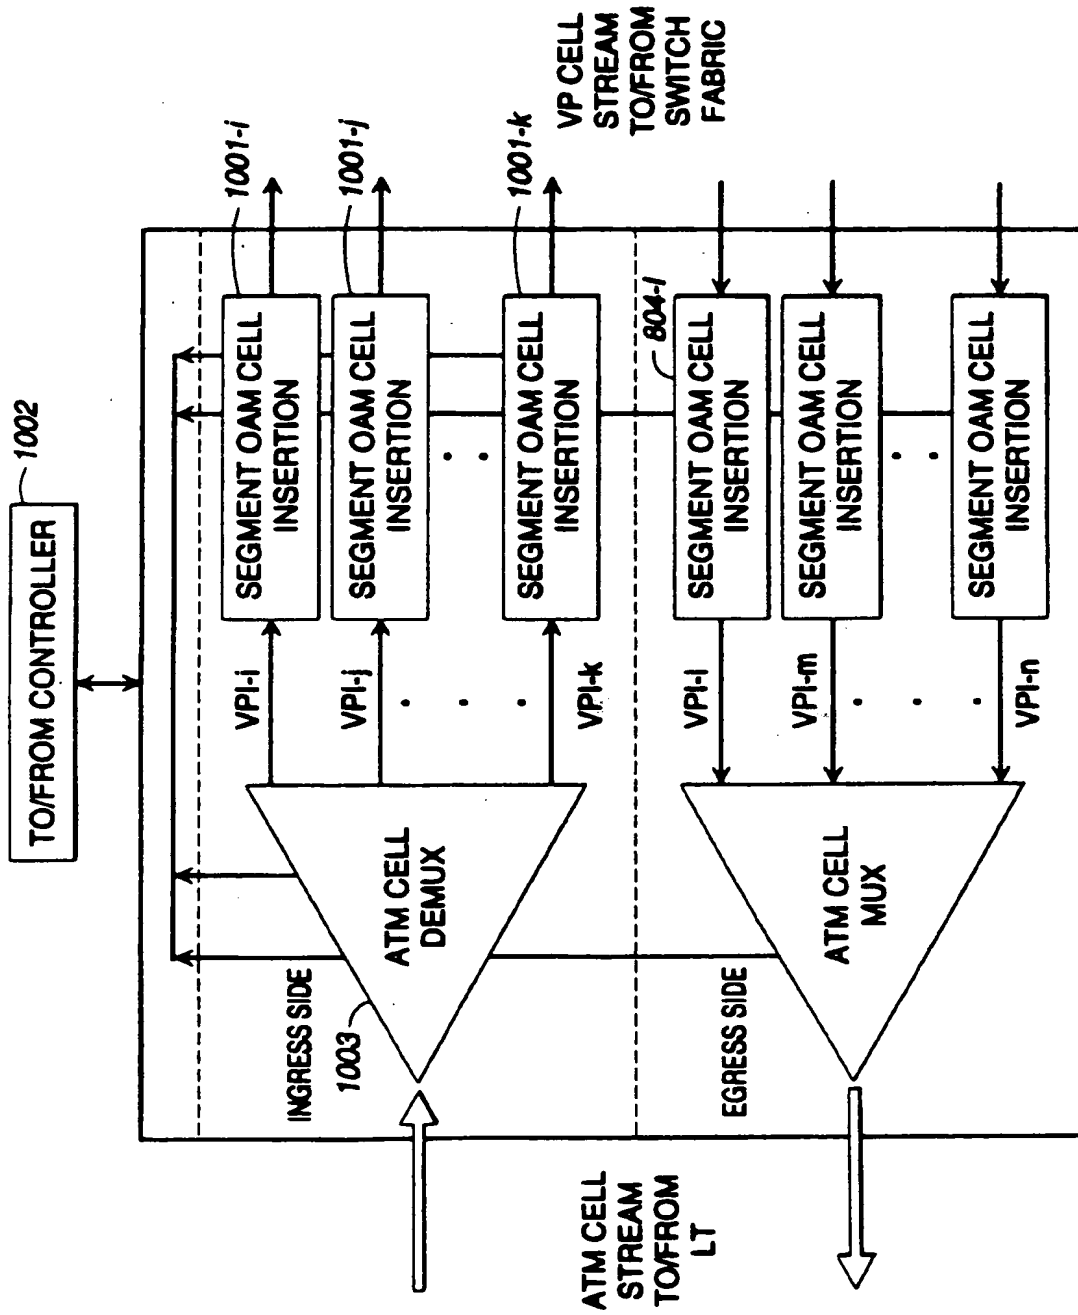 TO/FROM CONTROLLER
1002
1001-i
1001-j
1001-k
VP CELL
STREAM
TO/FROM
SWITCH
FABRIC
SEGMENT OAM CELL
INSERTION
SEGMENT OAM CELL
INSERTION
SEGMENT OAM CELL
INSERTION
804-l
SEGMENT OAM CELL
INSERTION
SEGMENT OAM CELL
INSERTION
SEGMENT OAM CELL
INSERTION
VPI-i
VPI-j
VPI-k
VPI-l
VPI-m
VPI-n
ATM CELL
DEMUX
ATM CELL
MUX
INGRESS SIDE
1003
EGRESS SIDE
ATM CELL
STREAM
TO/FROM
LT